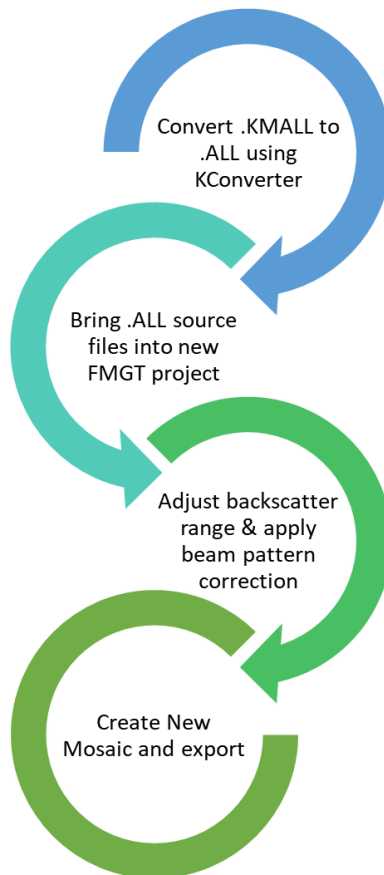 Convert .KMALL to
.ALL using
KConverter
Bring .ALL source
files into new
FMGT project
Adjust backscatter
range & apply
beam pattern
correction
Create New
Mosaic and export